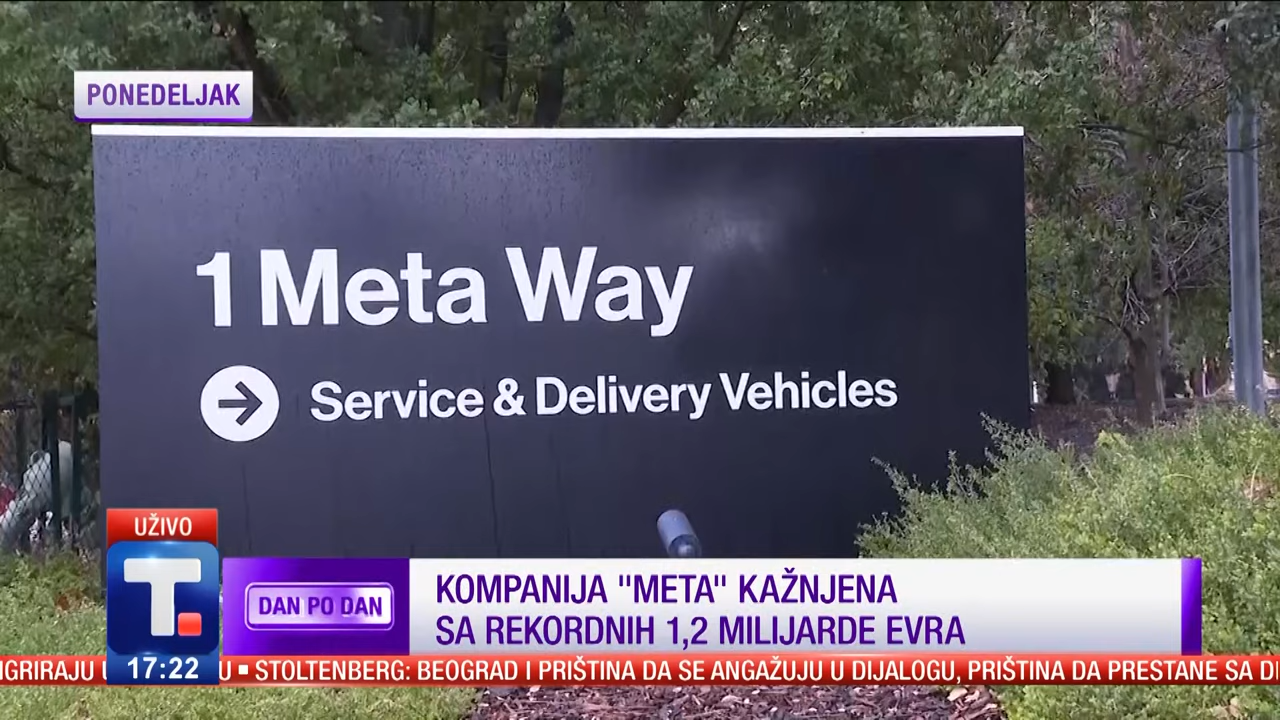 PONEDELJAK
1 Meta Way
Service & Delivery Vehicles
UŽIVO
T.
DAN PO DAN
KOMPANIJA "META" KAŽNJENA
SA REKORDNIH 1,2 MILIJARDE EVRA
17:22
▪ STOLTENBERG: BEOGRAD I PRIŠTINA DA SE ANGAŽUJU U DIJALOGU, PRIŠTINA DA PRESTANE SA